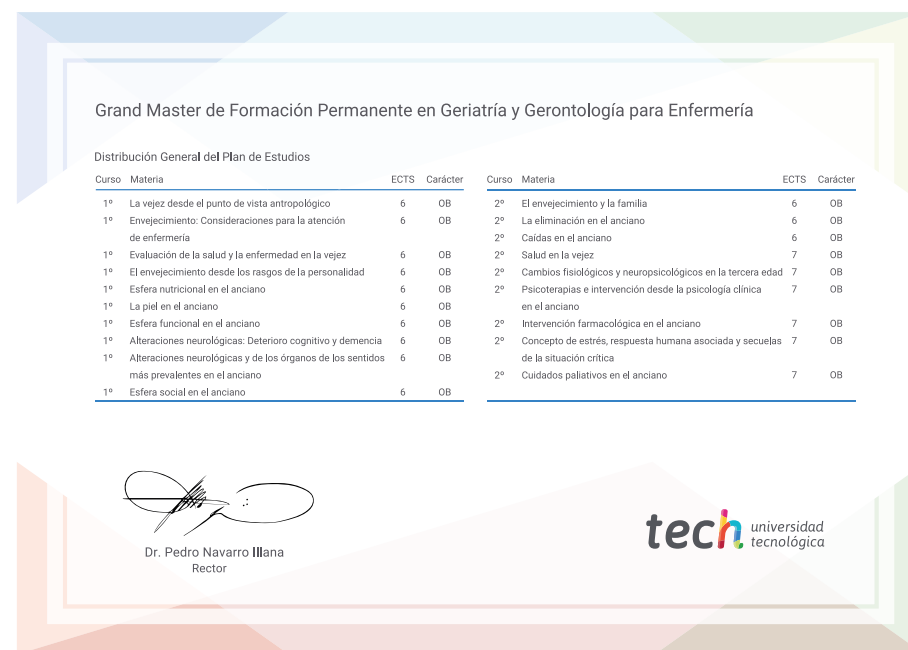 Grand Master de Formación Permanente en Geriatría y Gerontología para Enfermería
Distribución General del Plan de Estudios
Curso Materia ECTS Carácter
1º La vejez desde el punto de vista antropológico 6 OB
1º Envejecimiento: Consideraciones para la atención 6 OB
de enfermería
1º Evaluación de la salud y la enfermedad en la vejez 6 OB
1º El envejecimiento desde los rasgos de la personalidad 6 OB
1º Esfera nutricional en el anciano 6 OB
1º La piel en el anciano 6 OB
1º Esfera funcional en el anciano 6 OB
1º Alteraciones neurológicas: Deterioro cognitivo y demencia 6 OB
1º Alteraciones neurológicas y de los órganos de los sentidos 6 OB
más prevalentes en el anciano
1º Esfera social en el anciano 6 OB
Curso Materia ECTS Carácter
2º El envejecimiento y la familia 6 OB
2º La eliminación en el anciano 6 OB
2º Caídas en el anciano 6 OB
2º Salud en la vejez 7 OB
2º Cambios fisiológicos y neuropsicológicos en la tercera edad 7 OB
2º Psicoterapias e intervención desde la psicología clínica 7 OB
en el anciano
2º Intervención farmacológica en el anciano 7 OB
2º Concepto de estrés, respuesta humana asociada y secuelas 7 OB
de la situación crítica
2º Cuidados paliativos en el anciano 7 OB
Dr. Pedro Navarro Illana
Rector
tech universidad
tecnológica